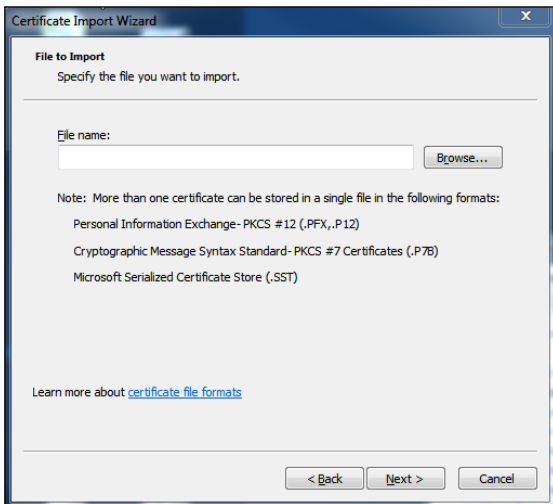 Certificate Import Wizard
File to Import
Specify the file you want to import.
File name:
Browse...
Note: More than one certificate can be stored in a single file in the following formats:
Personal Information Exchange- PKCS #12 (.PFX,.P12)
Cryptographic Message Syntax Standard- PKCS #7 Certificates (.P7B)
Microsoft Serialized Certificate Store (.SST)
Learn more about certificate file formats
< Back Next > Cancel